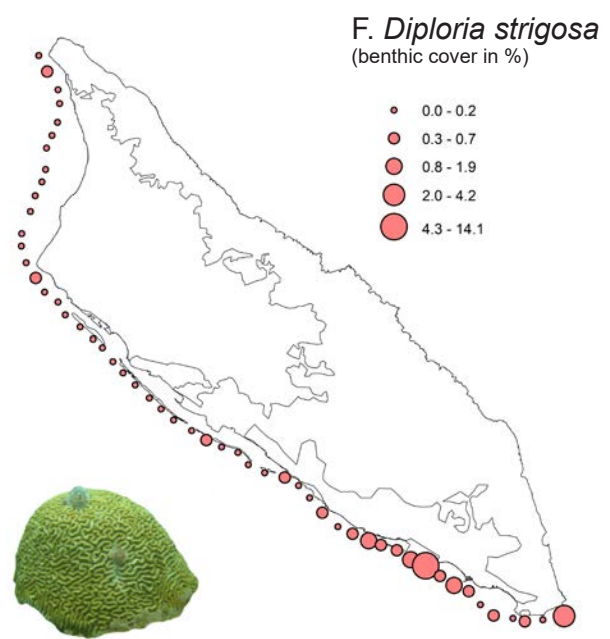 F. Diploria strigosa
(benthic cover in %)
0.0 - 0.2
0.3 - 0.7
0.8 - 1.9
2.0 - 4.2
4.3 - 14.1